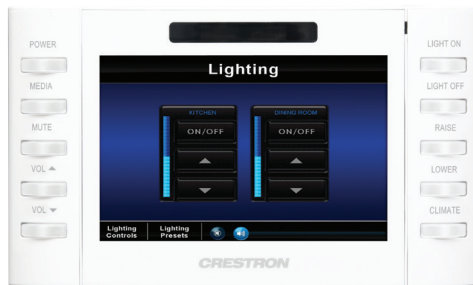 POWER
MEDIA
MUTE
VOL
VOL
Lighting
KITCHEN
DINING ROOM
ON/OFF
ON/OFF
Lighting
Controls
Lighting
Presets
LIGHT ON
LIGHT OFF
RAISE
LOWER
CLIMATE
CRESTRON